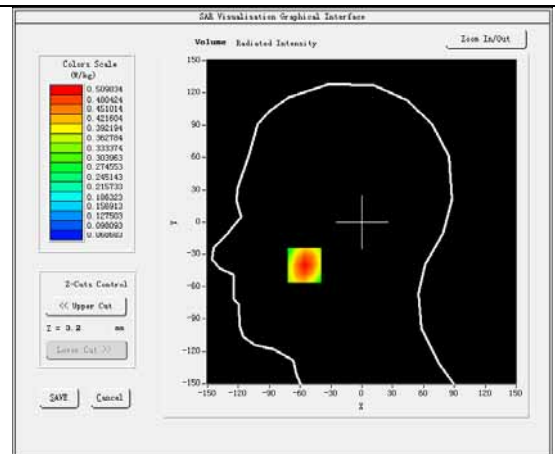 SAR Visualisation Graphical Interface
Volume Radiated Intensity
Zoom In/Out
Colors Scale
(W/kg)
0.509834
0.480424
0.451014
0.421604
0.392194
0.362784
0.333374
0.303963
0.274553
0.245143
0.215733
0.186323
0.156913
0.127503
0.098093
0.068683
Z-Cuts Control
<< Upper Cut
Z = 3.2 mm
Lower Cut >>
SAVE
Cancel
150
120
90
60
30
0
-30
-60
-90
-120
-150
Y
-150 -120 -90 -60 -30 0 30 60 90 120 150
X